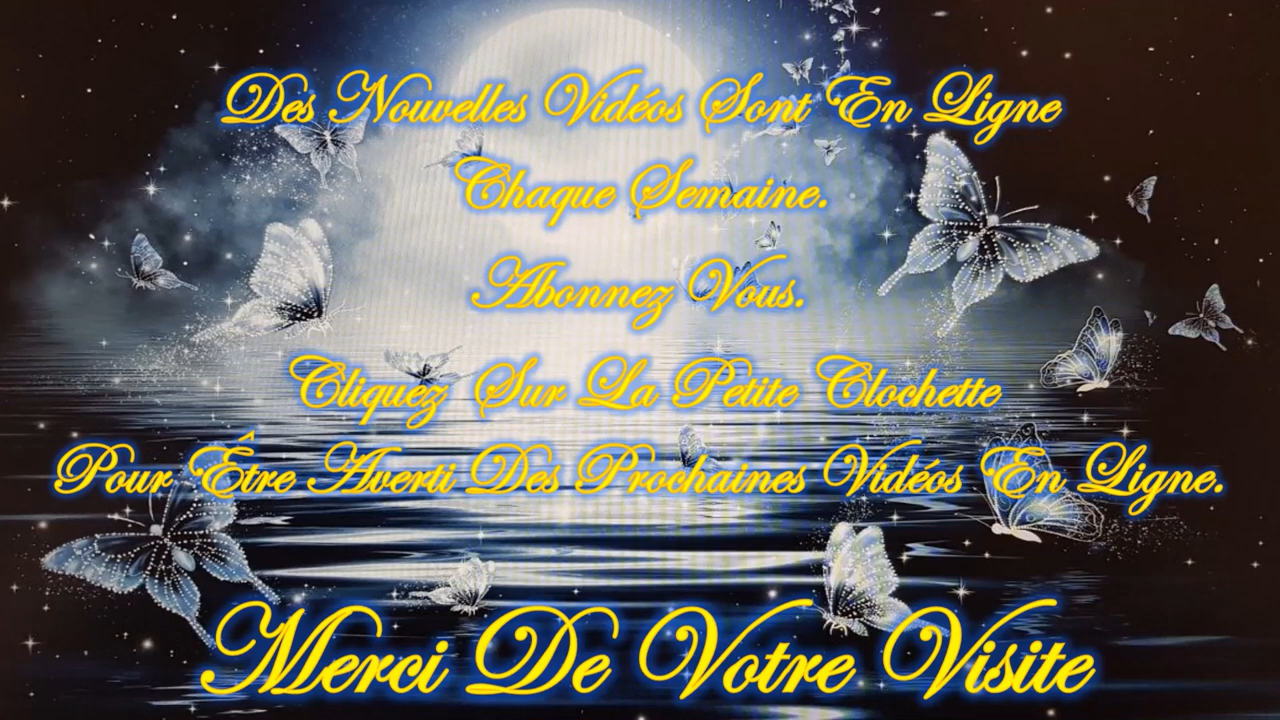 Des Nouvelles Vidéos Sont En Ligne
Chaque Semaine.
Abonnez Vous.
Cliquez Sur La Petite Clochette
Pour Être Averti Des Prochaines Vidéos En Ligne.
Merci De Votre Visite